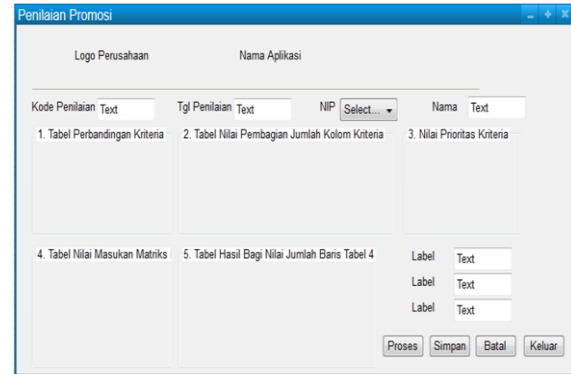 Penilaian Promosi
Logo Perusahaan Nama Aplikasi
Kode Penilaian Text Tgl Penilaian Text NIP Select... Nama Text
1. Tabel Perbandingan Kriteria 2. Tabel Nilai Pembagian Jumlah Kolom Kriteria 3. Nilai Prioritas Kriteria
4. Tabel Nilai Masukan Matriks 5. Tabel Hasil Bagi Nilai Jumlah Baris Tabel 4
Label Text
Label Text
Label Text
Proses Simpan Batal Keluar